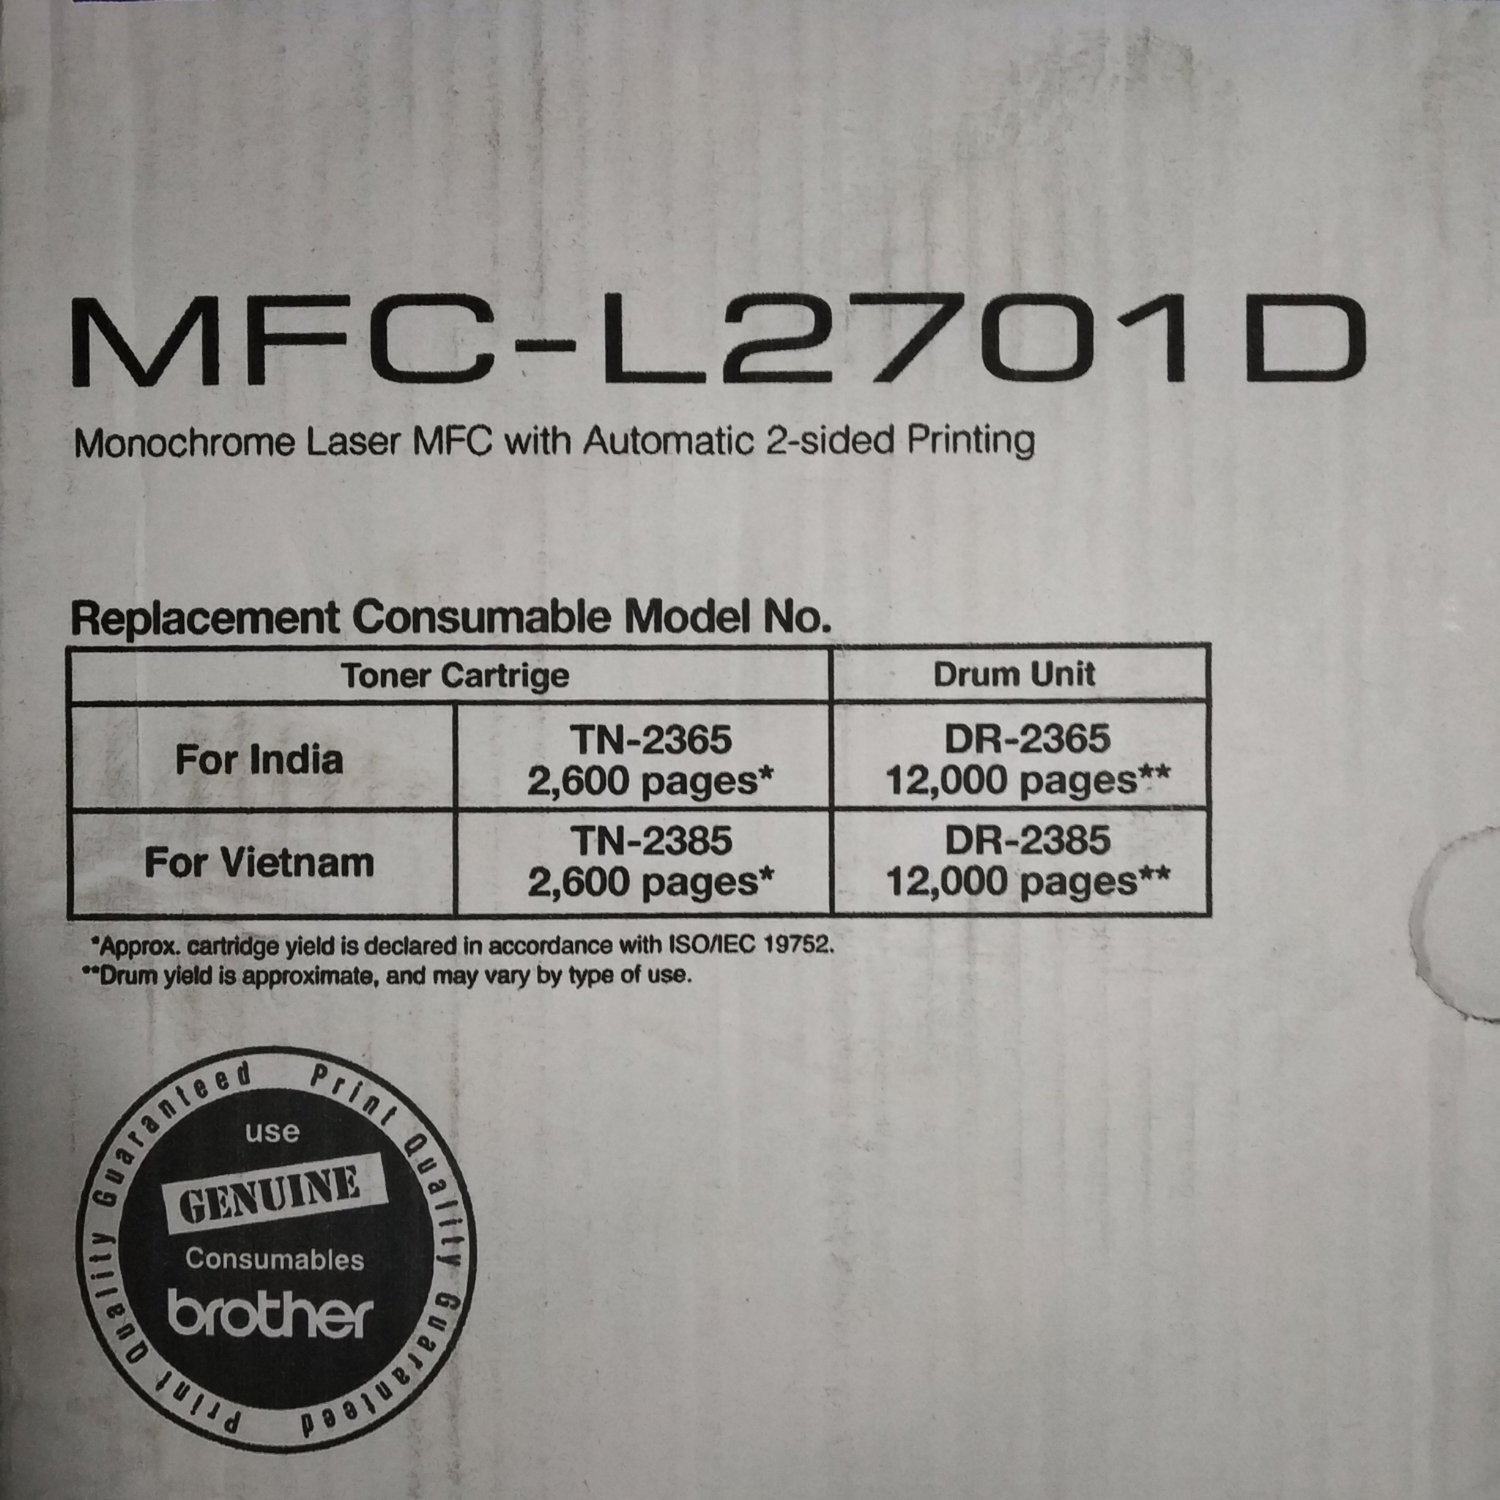 MFC-L2701D
Monochrome Laser MFC with Automatic 2-sided Printing
Replacement Consumable Model No.
Toner Cartrige Drum Unit
For India TN-2365 2,600 pages* DR-2365 12,000 pages**
For Vietnam TN-2385 2,600 pages* DR-2385 12,000 pages**
*Approx. cartridge yield is declared in accordance with ISO/IEC 19752.
**Drum yield is approximate, and may vary by type of use.
Print Quality Guaranteed
Print Quality Guaranteed
use
GENUINE
Consumables
brother